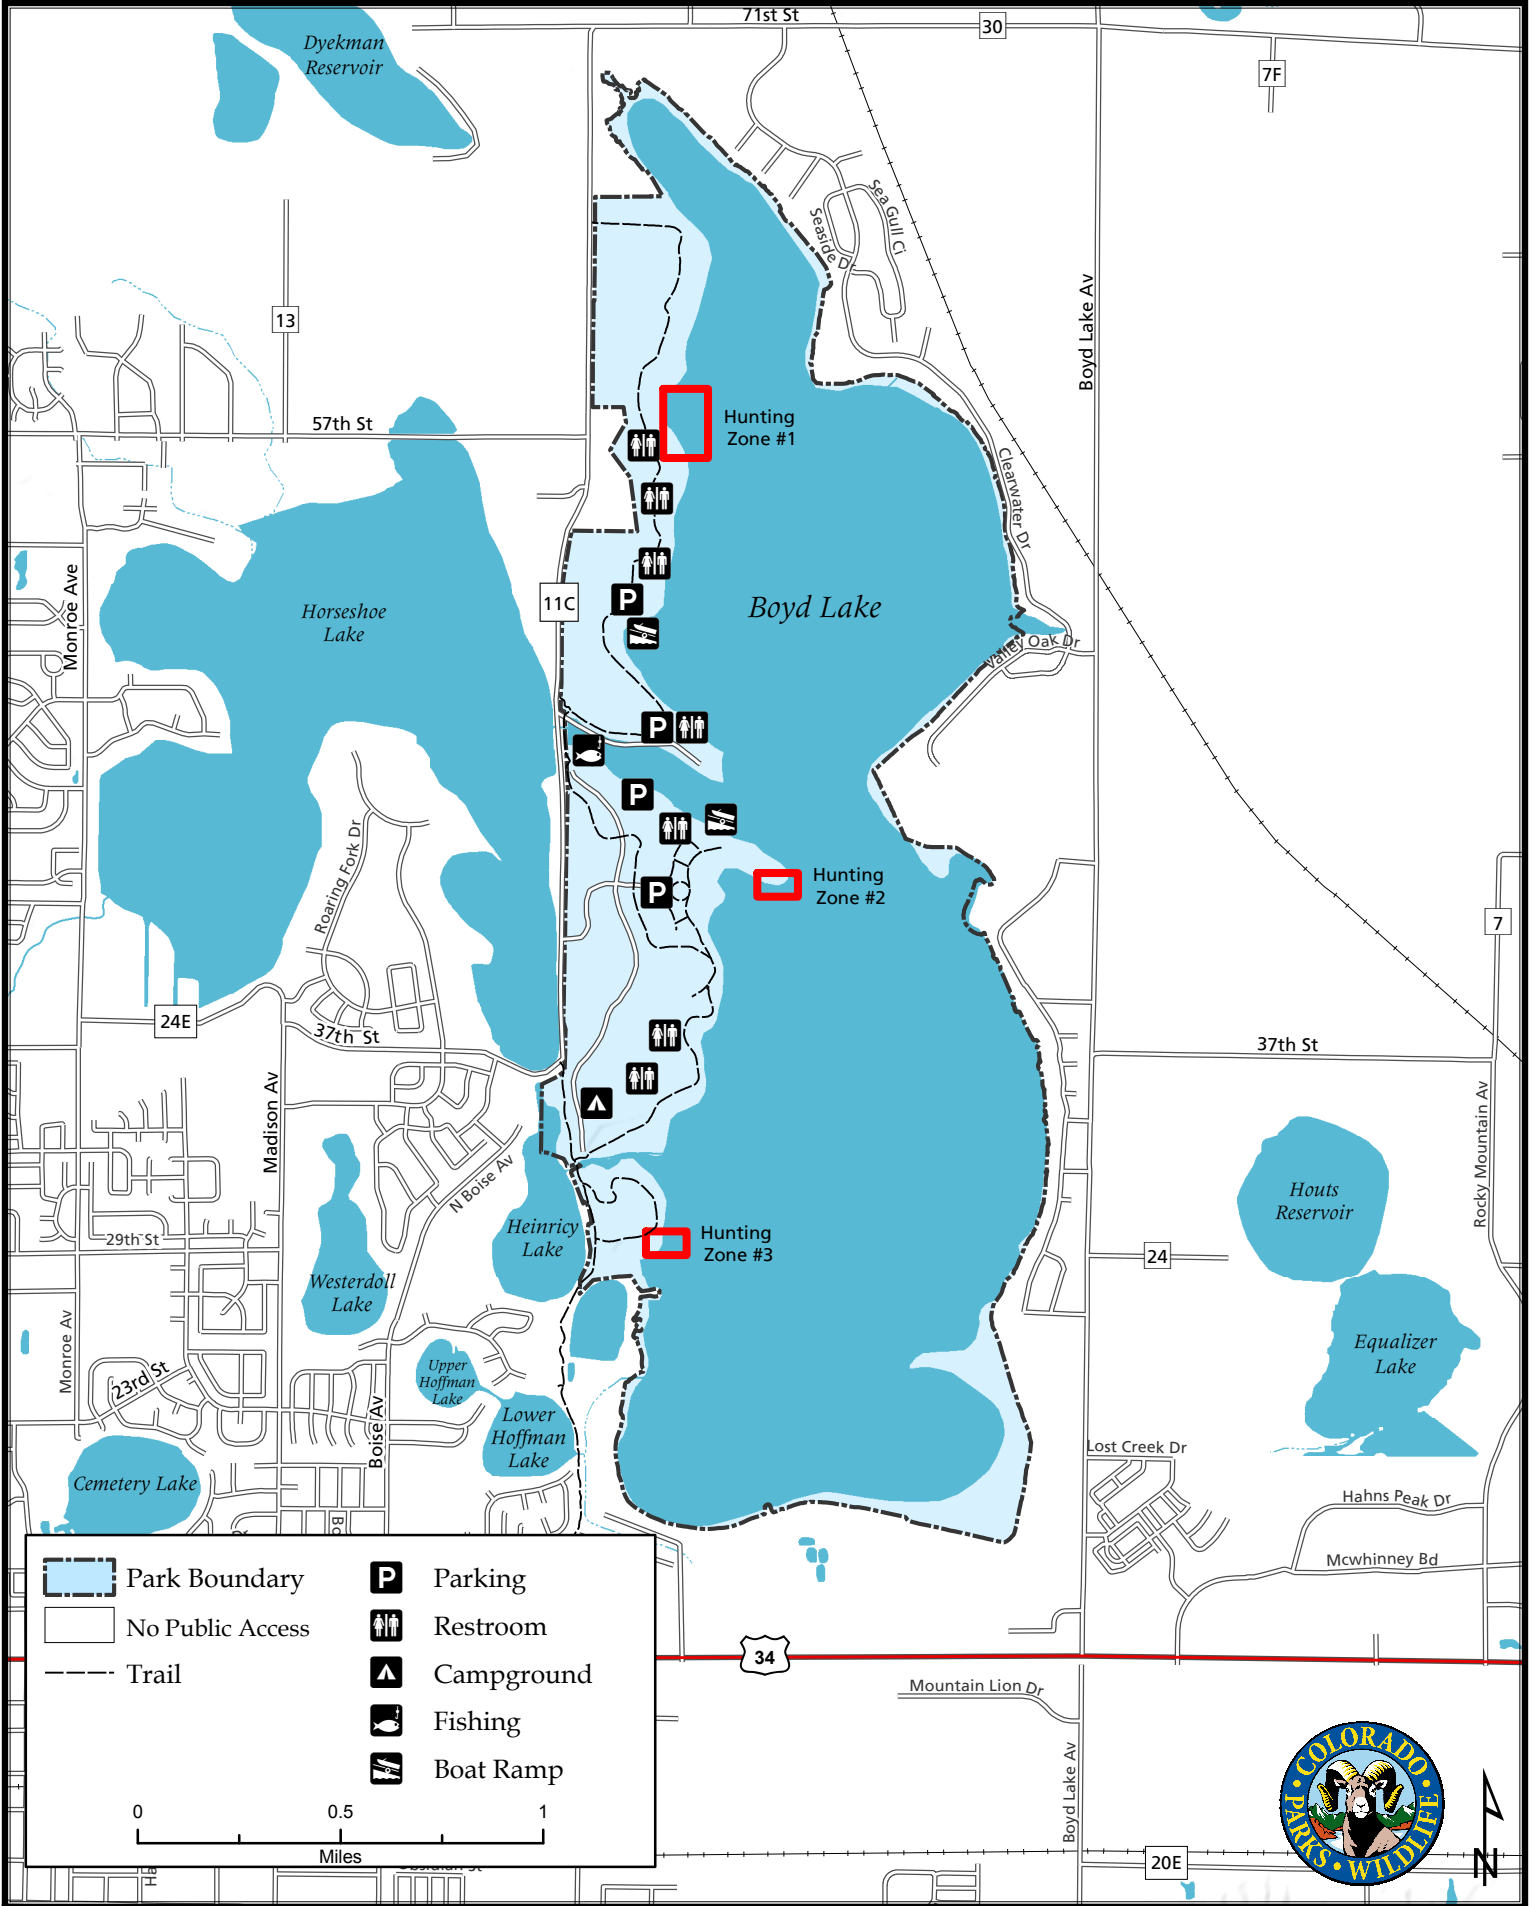 71st St
30
Dyekman
Reservoir
7F
Sea Gull Ci
Seaside Dr
Boyd Lake Av
13
57th St
Hunting
Zone #1
Clearwater Dr
Monroe Ave
Horseshoe
Lake
11C
P
Boyd Lake
Valley Oak Dr
P
P
Roaring Fork Dr
P
Hunting
Zone #2
7
24E
37th St
37th St
Madison Av
N Boise Av
Rocky Mountain Av
Houts
Reservoir
29th St
Heinricy
Lake
Hunting
Zone #3
24
Westerdoll
Lake
Monroe Av
23rd St
Upper
Hoffman
Lake
Equalizer
Lake
Boise Av
Lower
Hoffman
Lake
Lost Creek Dr
Cemetery Lake
Hahns Peak Dr
Mcwhinney Bd
Park Boundary
No Public Access
Trail
P Parking
Restroom
Campground
Fishing
Boat Ramp
0 0.5 1
Miles
34
Mountain Lion Dr
Boyd Lake Av
20E
COLORADO
PARKS • WILDLIFE
N